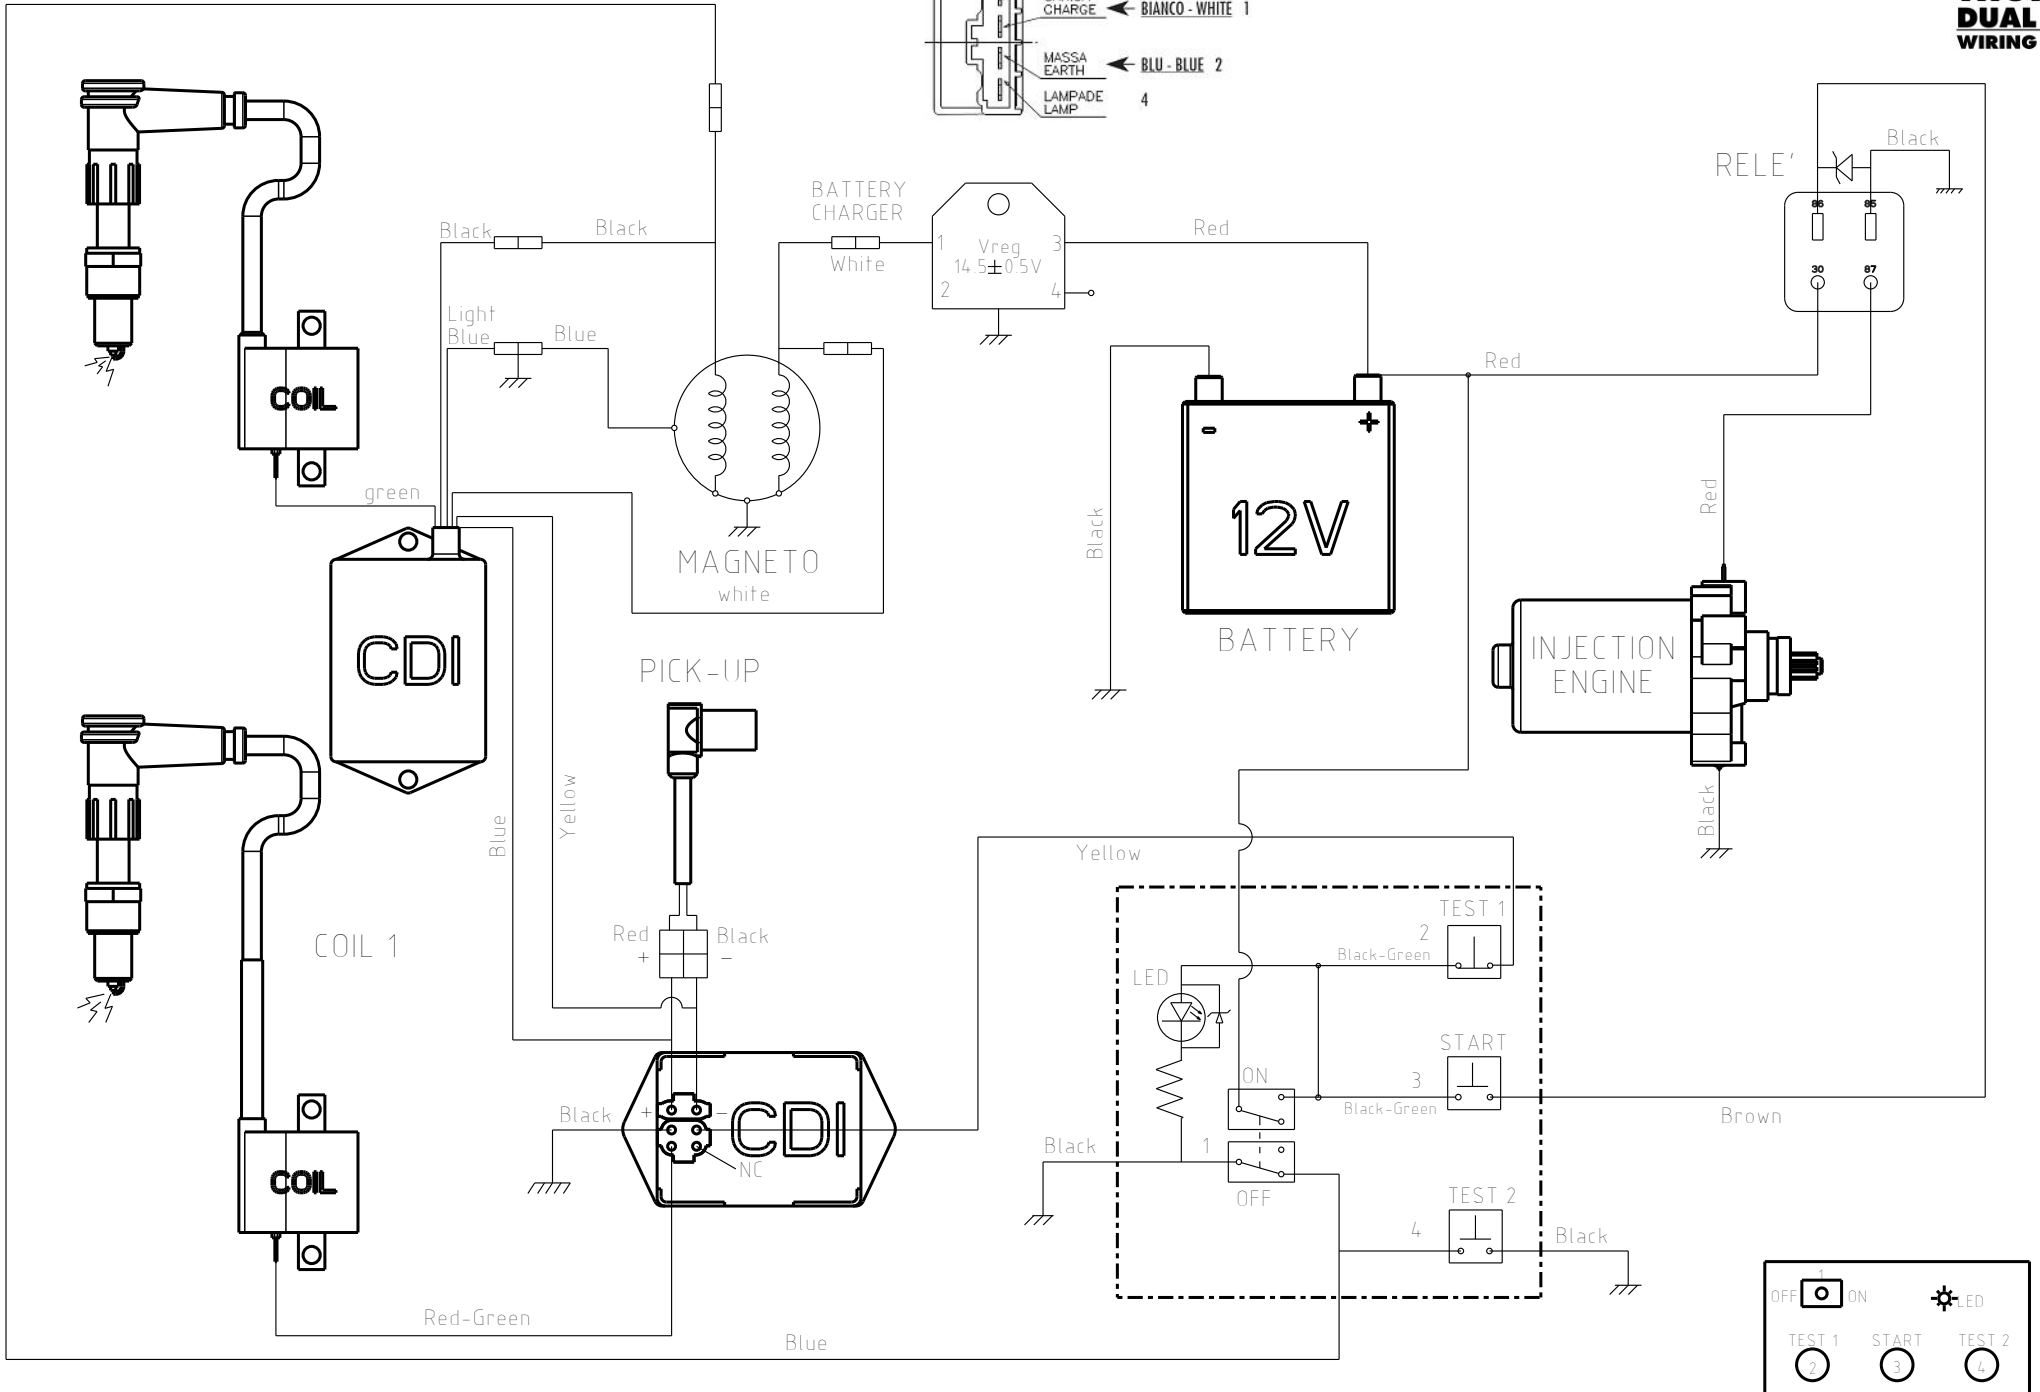 CHARGE
BIANCO - WHITE 1
MASSA
EARTH
BLU - BLUE 2
LAMPADE
LAMP
4
DUAL
WIRING
RELE'
Black
86
85
30
87
BATTERY
CHARGER
White
1
Vreg
3
14.5±0.5V
2
4
Red
Black
Black
Light
Blue
Blue
COIL
green
MAGNETO
white
CDI
Red
Black
- +
12V
BATTERY
Red
INJECTION
ENGINE
Black
PICK-UP
Blue
Yellow
COIL 1
Red
+
Black
-
Yellow
TEST 1
2
Black-Green
LED
START
ON
3
Black-Green
Brown
Black
+
-
CDI
NC
Black
1
OFF
TEST 2
4
Black
COIL
Red-Green
Blue
1
OFF
ON
LED
TEST 1
START
TEST 2
2
3
4